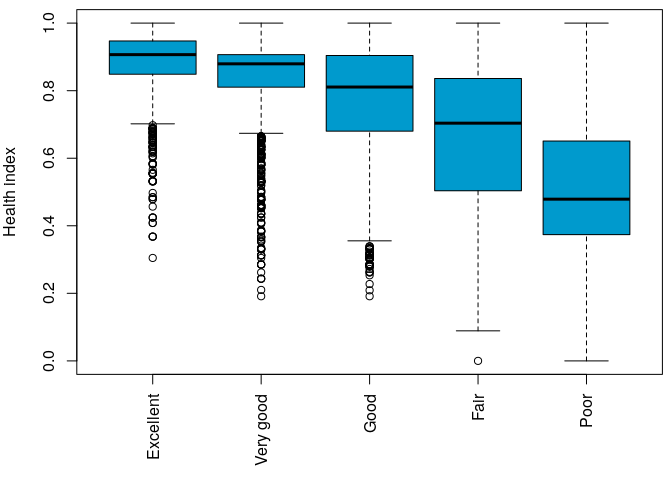 1.0
0.8
0.6
0.4
0.2
0.0
Health index
Excellent
Very good
Good
Fair
Poor